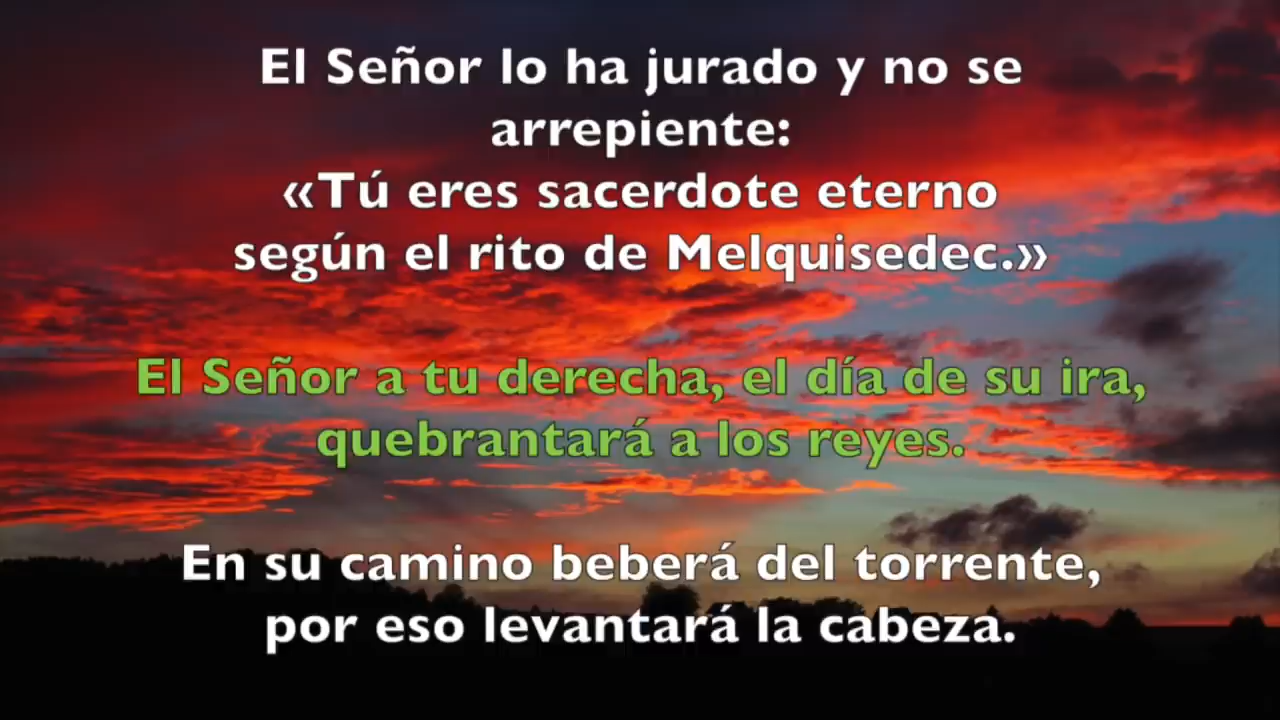 El Señor lo ha jurado y no se
arrepiente:
«Tú eres sacerdote eterno
según el rito de Melquisedec.»
El Señor a tu derecha, el día de su ira,
quebrantará a los reyes.
En su camino beberá del torrente,
por eso levantará la cabeza.